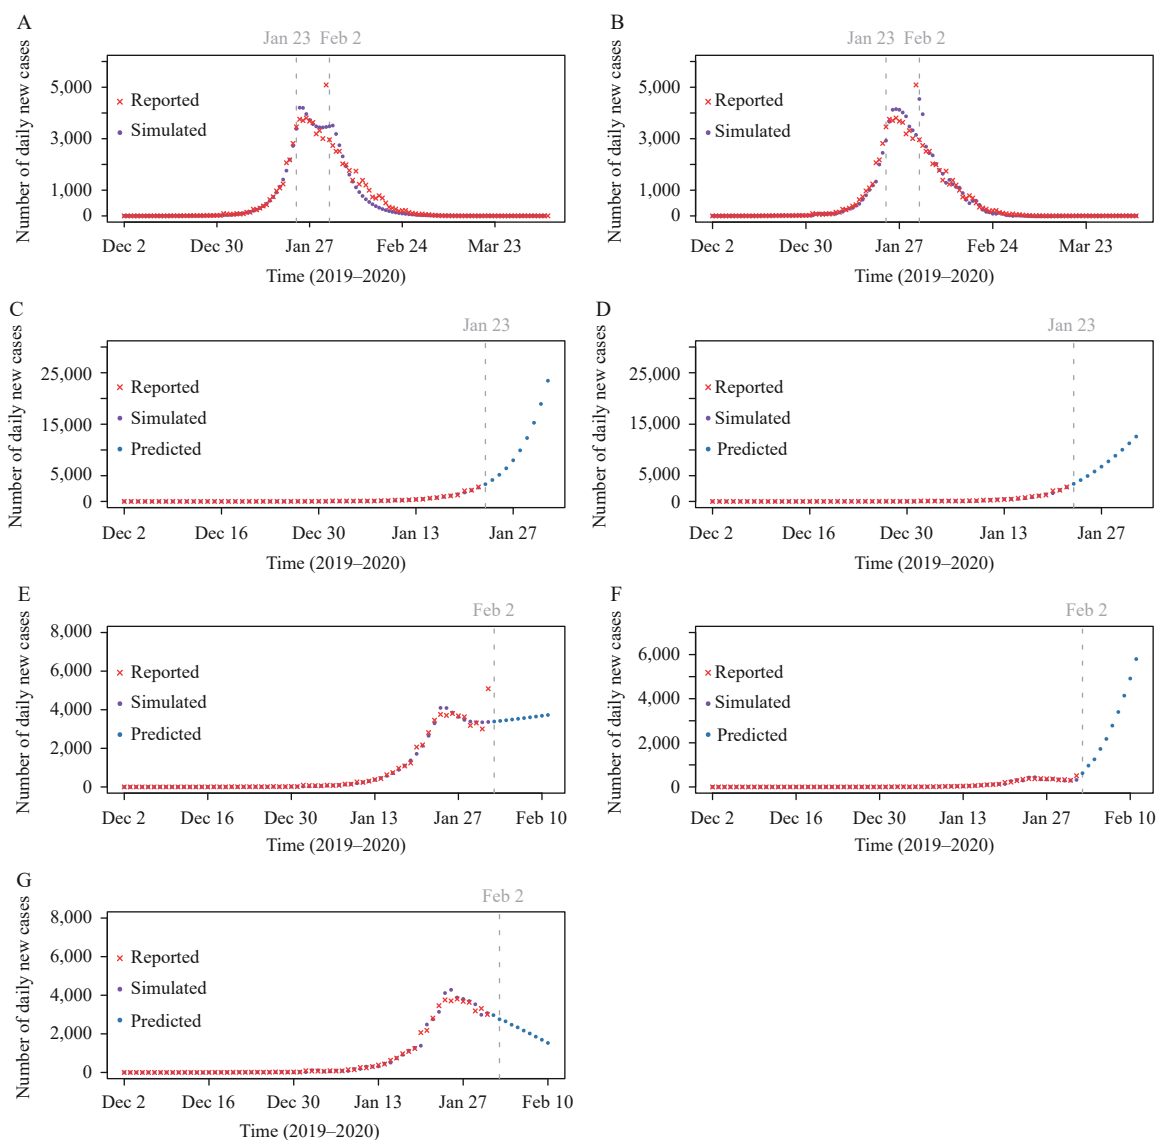 A
Number of daily new cases
Jan 23 Feb 2
5,000
3,000
1,000
0
Reported
Simulated
Dec 2 Dec 30 Jan 27 Feb 24 Mar 23
Time (2019–2020)
B
Number of daily new cases
Jan 23 Feb 2
5,000
3,000
1,000
0
Reported
Simulated
Dec 2 Dec 30 Jan 27 Feb 24 Mar 23
Time (2019–2020)
C
Number of daily new cases
Jan 23
25,000
15,000
5,000
0
Reported
Simulated
Predicted
Dec 2 Dec 16 Dec 30 Jan 13 Jan 27
Time (2019–2020)
D
Number of daily new cases
Jan 23
25,000
15,000
5,000
0
Reported
Simulated
Predicted
Dec 2 Dec 16 Dec 30 Jan 13 Jan 27
Time (2019–2020)
E
Number of daily new cases
Feb 2
8,000
6,000
4,000
2,000
0
Reported
Simulated
Predicted
Dec 2 Dec 16 Dec 30 Jan 13 Jan 27 Feb 10
Time (2019–2020)
F
Number of daily new cases
Feb 2
6,000
4,000
2,000
0
Reported
Simulated
Predicted
Dec 2 Dec 16 Dec 30 Jan 13 Jan 27 Feb 10
Time (2019–2020)
G
Number of daily new cases
Feb 2
8,000
6,000
4,000
2,000
0
Reported
Simulated
Predicted
Dec 2 Dec 16 Dec 30 Jan 13 Jan 27 Feb 10
Time (2019–2020)